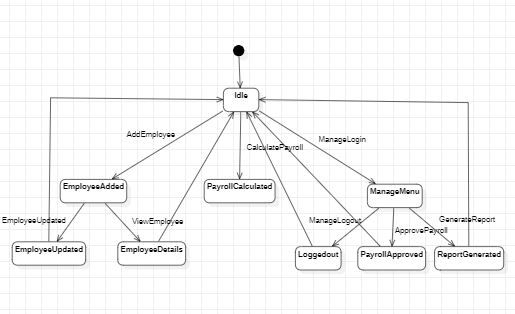 Idle
AddEmployee
ManageLogin
CalculatePayroll
EmployeeAdded
PayrollCalculated
ManageMenu
EmployeeUpdated
ViewEmployee
ManageLogout
GenerateReport
ApprovePayroll
EmployeeUpdated
EmployeeDetails
Loggedout
PayrollApproved
ReportGenerated